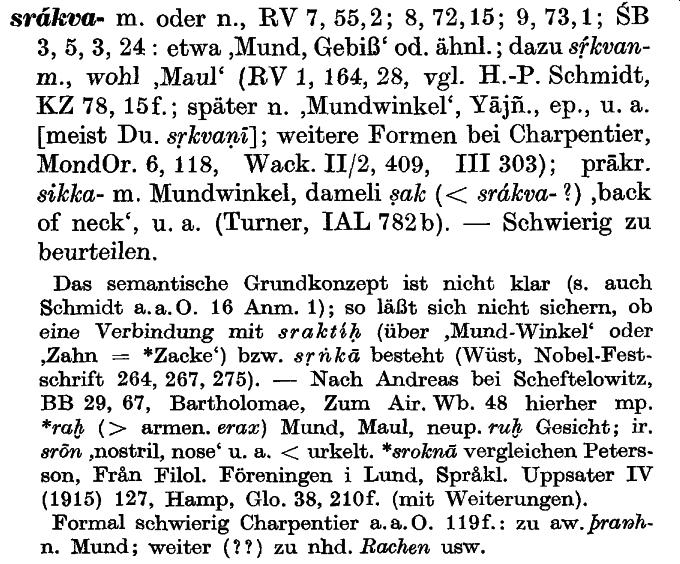 srákva- m. oder n., RV 7, 55,2; 8, 72,15; 9, 73,1; ŚB
3, 5, 3, 24 : etwa ‚Mund, Gebiß‘ od. ähnl.; dazu sŕ̥kvan-
m., wohl ‚Maul‘ (RV 1, 164, 28, vgl. H.-P. Schmidt,
KZ 78, 15f.; später n. ‚Mundwinkel‘, Yājñ., ep., u. a.
[meist Du. sr̥kvaṇī]; weitere Formen bei Charpentier,
MondOr. 6, 118, Wack. II/2, 409, III 303); prākr.
sikka- m. Mundwinkel, dameli ṣak (< srákva- ?) ‚back
of neck‘, u. a. (Turner, IAL 782b). — Schwierig zu
beurteilen.
Das semantische Grundkonzept ist nicht klar (s. auch
Schmidt a.a.O. 16 Anm. 1); so läßt sich nicht sichern, ob
eine Verbindung mit sraktíḥ (über ‚Mund-Winkel‘ oder
‚Zahn = *Zacke‘) bzw. sr̥ṅkā besteht (Wüst, Nobel-Fest-
schrift 264, 267, 275). — Nach Andreas bei Scheftelowitz,
BB 29, 67, Bartholomae, Zum Air. Wb. 48 hierher mp.
*raḫ (> armen. erax) Mund, Maul, neup. ruḫ Gesicht; ir.
srōn ‚nostril, nose‘ u. a. < urkelt. *sroknā vergleichen Peters-
son, Från Filol. Föreningen i Lund, Språkl. Uppsater IV
(1915) 127, Hamp, Glo. 38, 210f. (mit Weiterungen).
Formal schwierig Charpentier a.a.O. 119f.: zu aw. þranh-
n. Mund; weiter (??) zu nhd. Rachen usw.